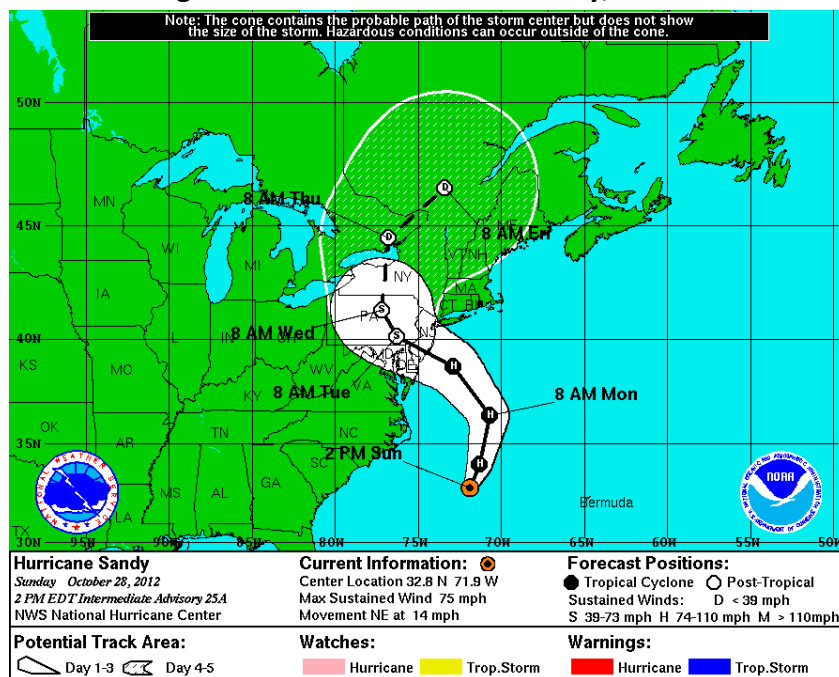 Note: The cone contains the probable path of the storm center but does not show
the size of the storm. Hazardous conditions can occur outside of the cone.
50N
45N
40N
35N
30N
95W
90W
85W
80W
75W
70W
65W
60W
55W
8 AM Thu
8 AM Fri
8 AM Wed
8 AM Tue
8 AM Mon
2 PM Sun
D
D
S
S
H
H
H
MN
WI
MI
IA
IN
KS
MO
WV
KY
VA
OK
AR
TN
NC
SC
MS
AL
GA
LA
TX
NY
PA
NJ
MD
DE
VT
NH
ME
MA
CT
RI
Bermuda
NATIONAL WEATHER SERVICE
NOAA
Hurricane Sandy
Sunday October 28, 2012
2 PM EDT Intermediate Advisory 25A
NWS National Hurricane Center
Current Information:
Center Location 32.8 N 71.9 W
Max Sustained Wind 75 mph
Movement NE at 14 mph
Forecast Positions:
Tropical Cyclone Post-Tropical
Sustained Winds: D < 39 mph
S 39-73 mph H 74-110 mph M > 110mph
Potential Track Area:
Day 1-3 Day 4-5
Watches:
Hurricane Trop.Storm
Warnings:
Hurricane Trop.Storm